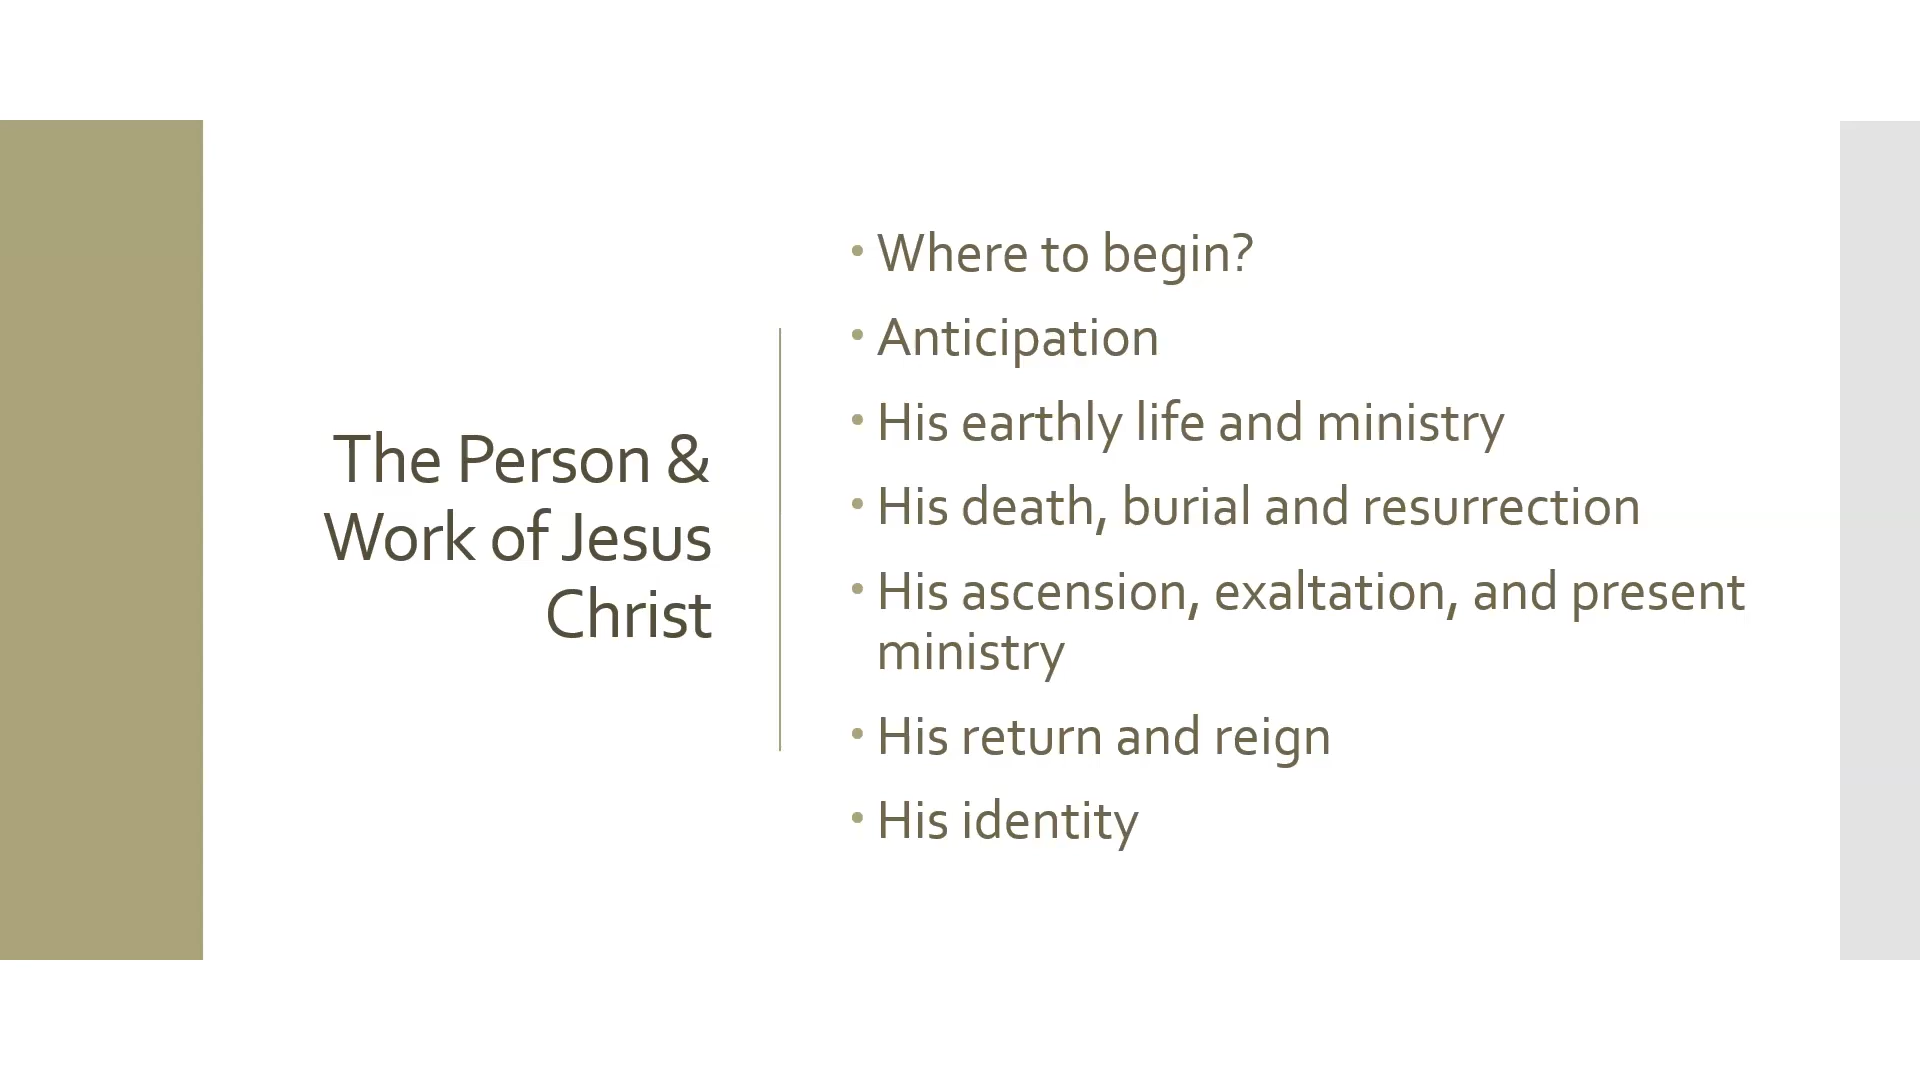 The Person &
Work of Jesus
Christ
• Where to begin?
• Anticipation
• His earthly life and ministry
• His death, burial and resurrection
• His ascension, exaltation, and present
ministry
• His return and reign
• His identity